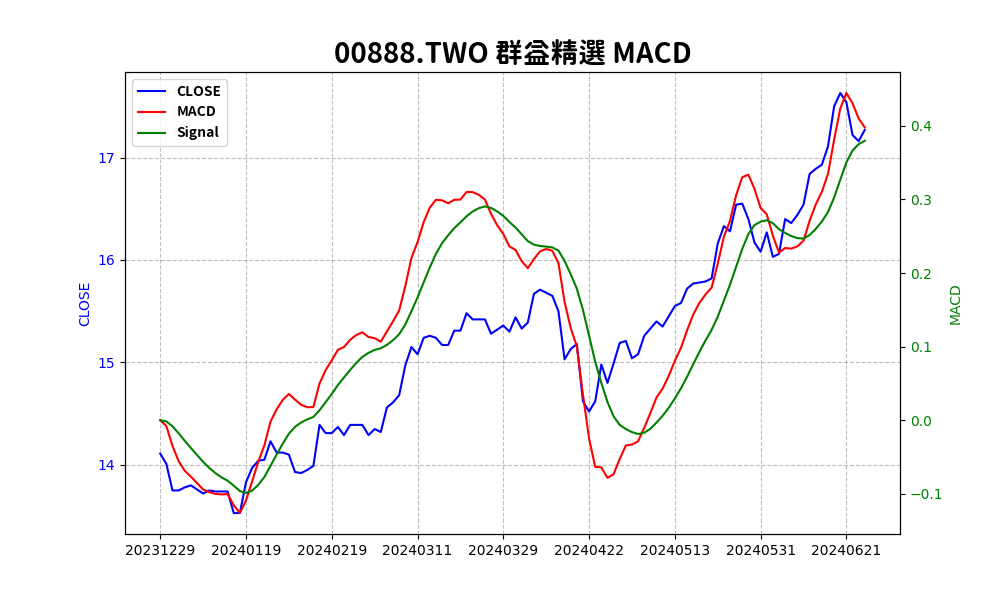 00888.TWO 群益精選 MACD
CLOSE
MACD
Signal
17
16
15
14
CLOSE
0.4
0.3
0.2
0.1
0.0
−0.1
MACD
20231229 20240119 20240219 20240311 20240329 20240422 20240513 20240531 20240621